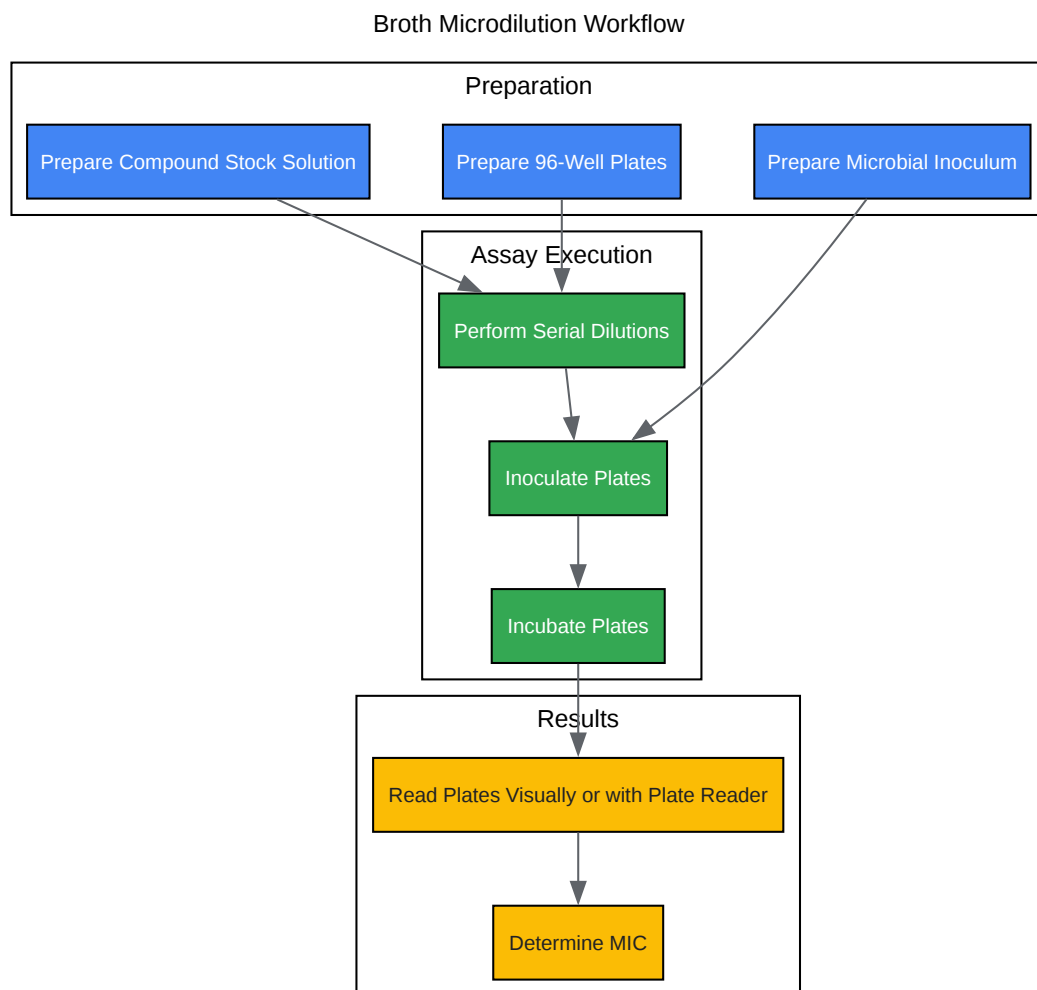 Broth Microdilution Workflow
Preparation
Prepare Compound Stock Solution
Prepare 96-Well Plates
Prepare Microbial Inoculum
Assay Execution
Perform Serial Dilutions
Inoculate Plates
Incubate Plates
Results
Read Plates Visually or with Plate Reader
Determine MIC